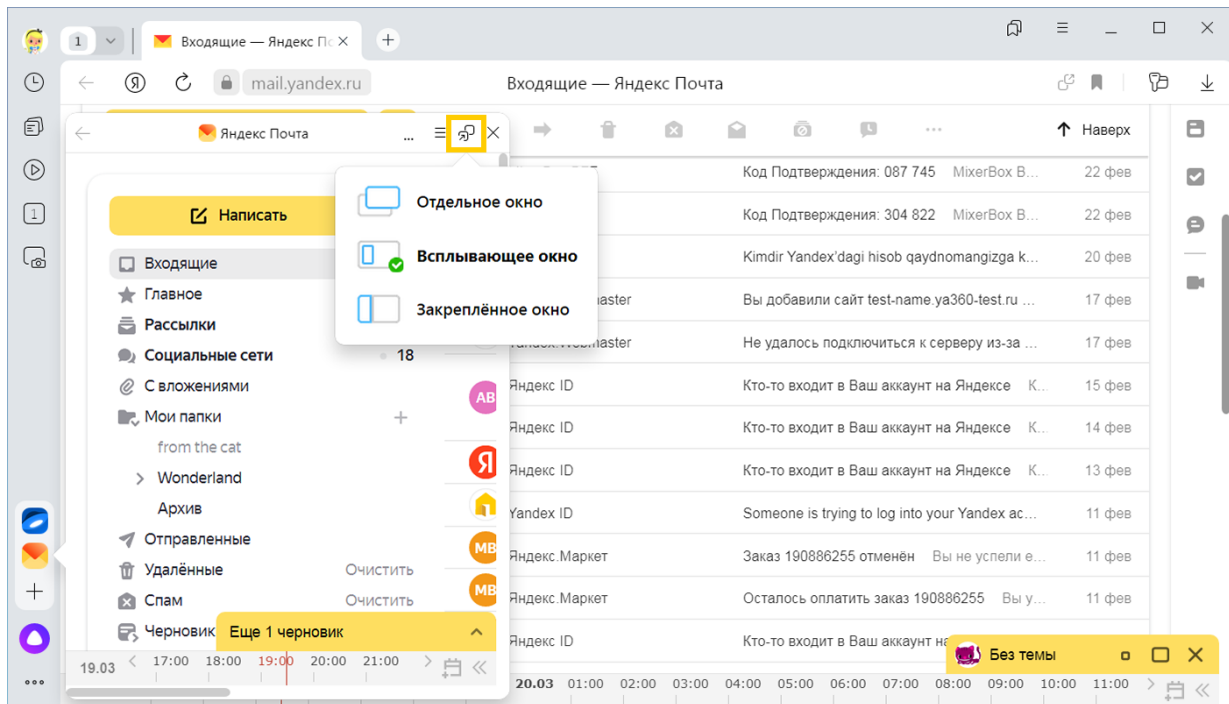 1
Входящие — Яндекс По
mail.yandex.ru
Входящие — Яндекс Почта
Яндекс Почта
...
Наверх
Отдельное окно
Всплывающее окно
Закреплённое окно
Написать
Входящие
Главное
Рассылки
Социальные сети
18
С вложениями
Мои папки
from the cat
Wonderland
Архив
Отправленные
Удалённые
Очистить
Спам
Очистить
Еще 1 черновик
19.03
17:00 18:00 19:00 20:00 21:00
1
АВ
Я
МВ
МВ
Код Подтверждения: 087 745 MixerBox B... 22 фев
Код Подтверждения: 304 822 MixerBox B... 22 фев
Kimdir Yandex'dagi hisob qaydnomangizga k... 20 фев
Вы добавили сайт test-name.ya360-test.ru ... 17 фев
Не удалось подключиться к серверу из-за ... 17 фев
Яндекс ID Кто-то входит в Ваш аккаунт на Яндексе К... 15 фев
Яндекс ID Кто-то входит в Ваш аккаунт на Яндексе К... 14 фев
Яндекс ID Кто-то входит в Ваш аккаунт на Яндексе К... 13 фев
Yandex ID Someone is trying to log into your Yandex ac... 11 фев
Яндекс.Маркет Заказ 190886255 отменён Вы не успели е... 11 фев
Яндекс.Маркет Осталось оплатить заказ 190886255 Вы у... 11 фев
Яндекс ID Кто-то входит в Ваш аккаунт
Без темы
20.03 01:00 02:00 03:00 04:00 05:00 06:00 07:00 08:00 09:00 10:00 11:00